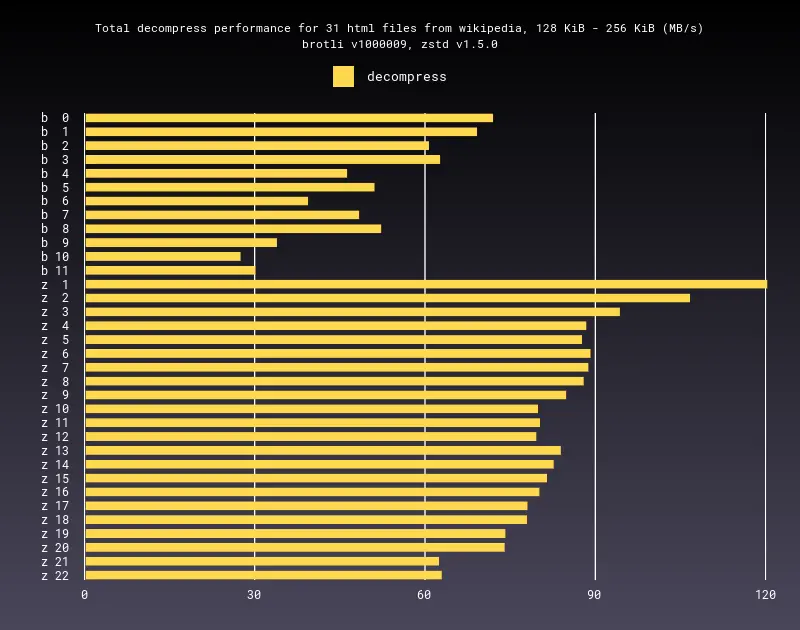 Total decompress performance for 31 html files from wikipedia, 128 KiB - 256 KiB (MB/s)
brotli v1000009, zstd v1.5.0
decompress
b 0
b 1
b 2
b 3
b 4
b 5
b 6
b 7
b 8
b 9
b 10
b 11
z 1
z 2
z 3
z 4
z 5
z 6
z 7
z 8
z 9
z 10
z 11
z 12
z 13
z 14
z 15
z 16
z 17
z 18
z 19
z 20
z 21
z 22
0 30 60 90 120